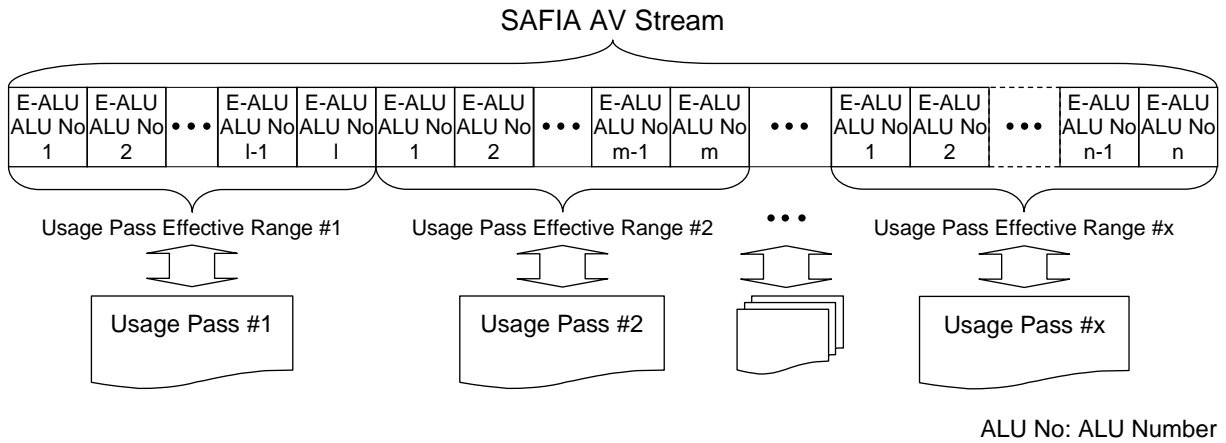 SAFIA AV Stream
E-ALU E-ALU E-ALU E-ALU E-ALU E-ALU E-ALU E-ALU E-ALU E-ALU E-ALU E-ALU
ALU No ALU No ••• ALU No ALU No ALU No ALU No ••• ALU No ALU No ••• ALU No ALU No ••• ALU No ALU No
1 2 l-1 l 1 2 m-1 m 1 2 n-1 n
Usage Pass Effective Range #1 Usage Pass Effective Range #2 ••• Usage Pass Effective Range #x
Usage Pass #1 Usage Pass #2 Usage Pass #x
ALU No: ALU Number